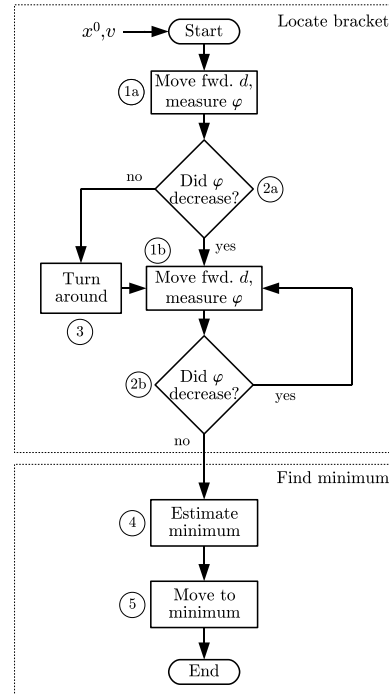 x⁰,v
Start
Locate bracket
1a
Move fwd. d,
measure φ
no
Did φ
decrease?
2a
yes
1b
Turn
around
Move fwd. d,
measure φ
3
2b
Did φ
decrease?
yes
no
Find minimum
4
Estimate
minimum
5
Move to
minimum
End